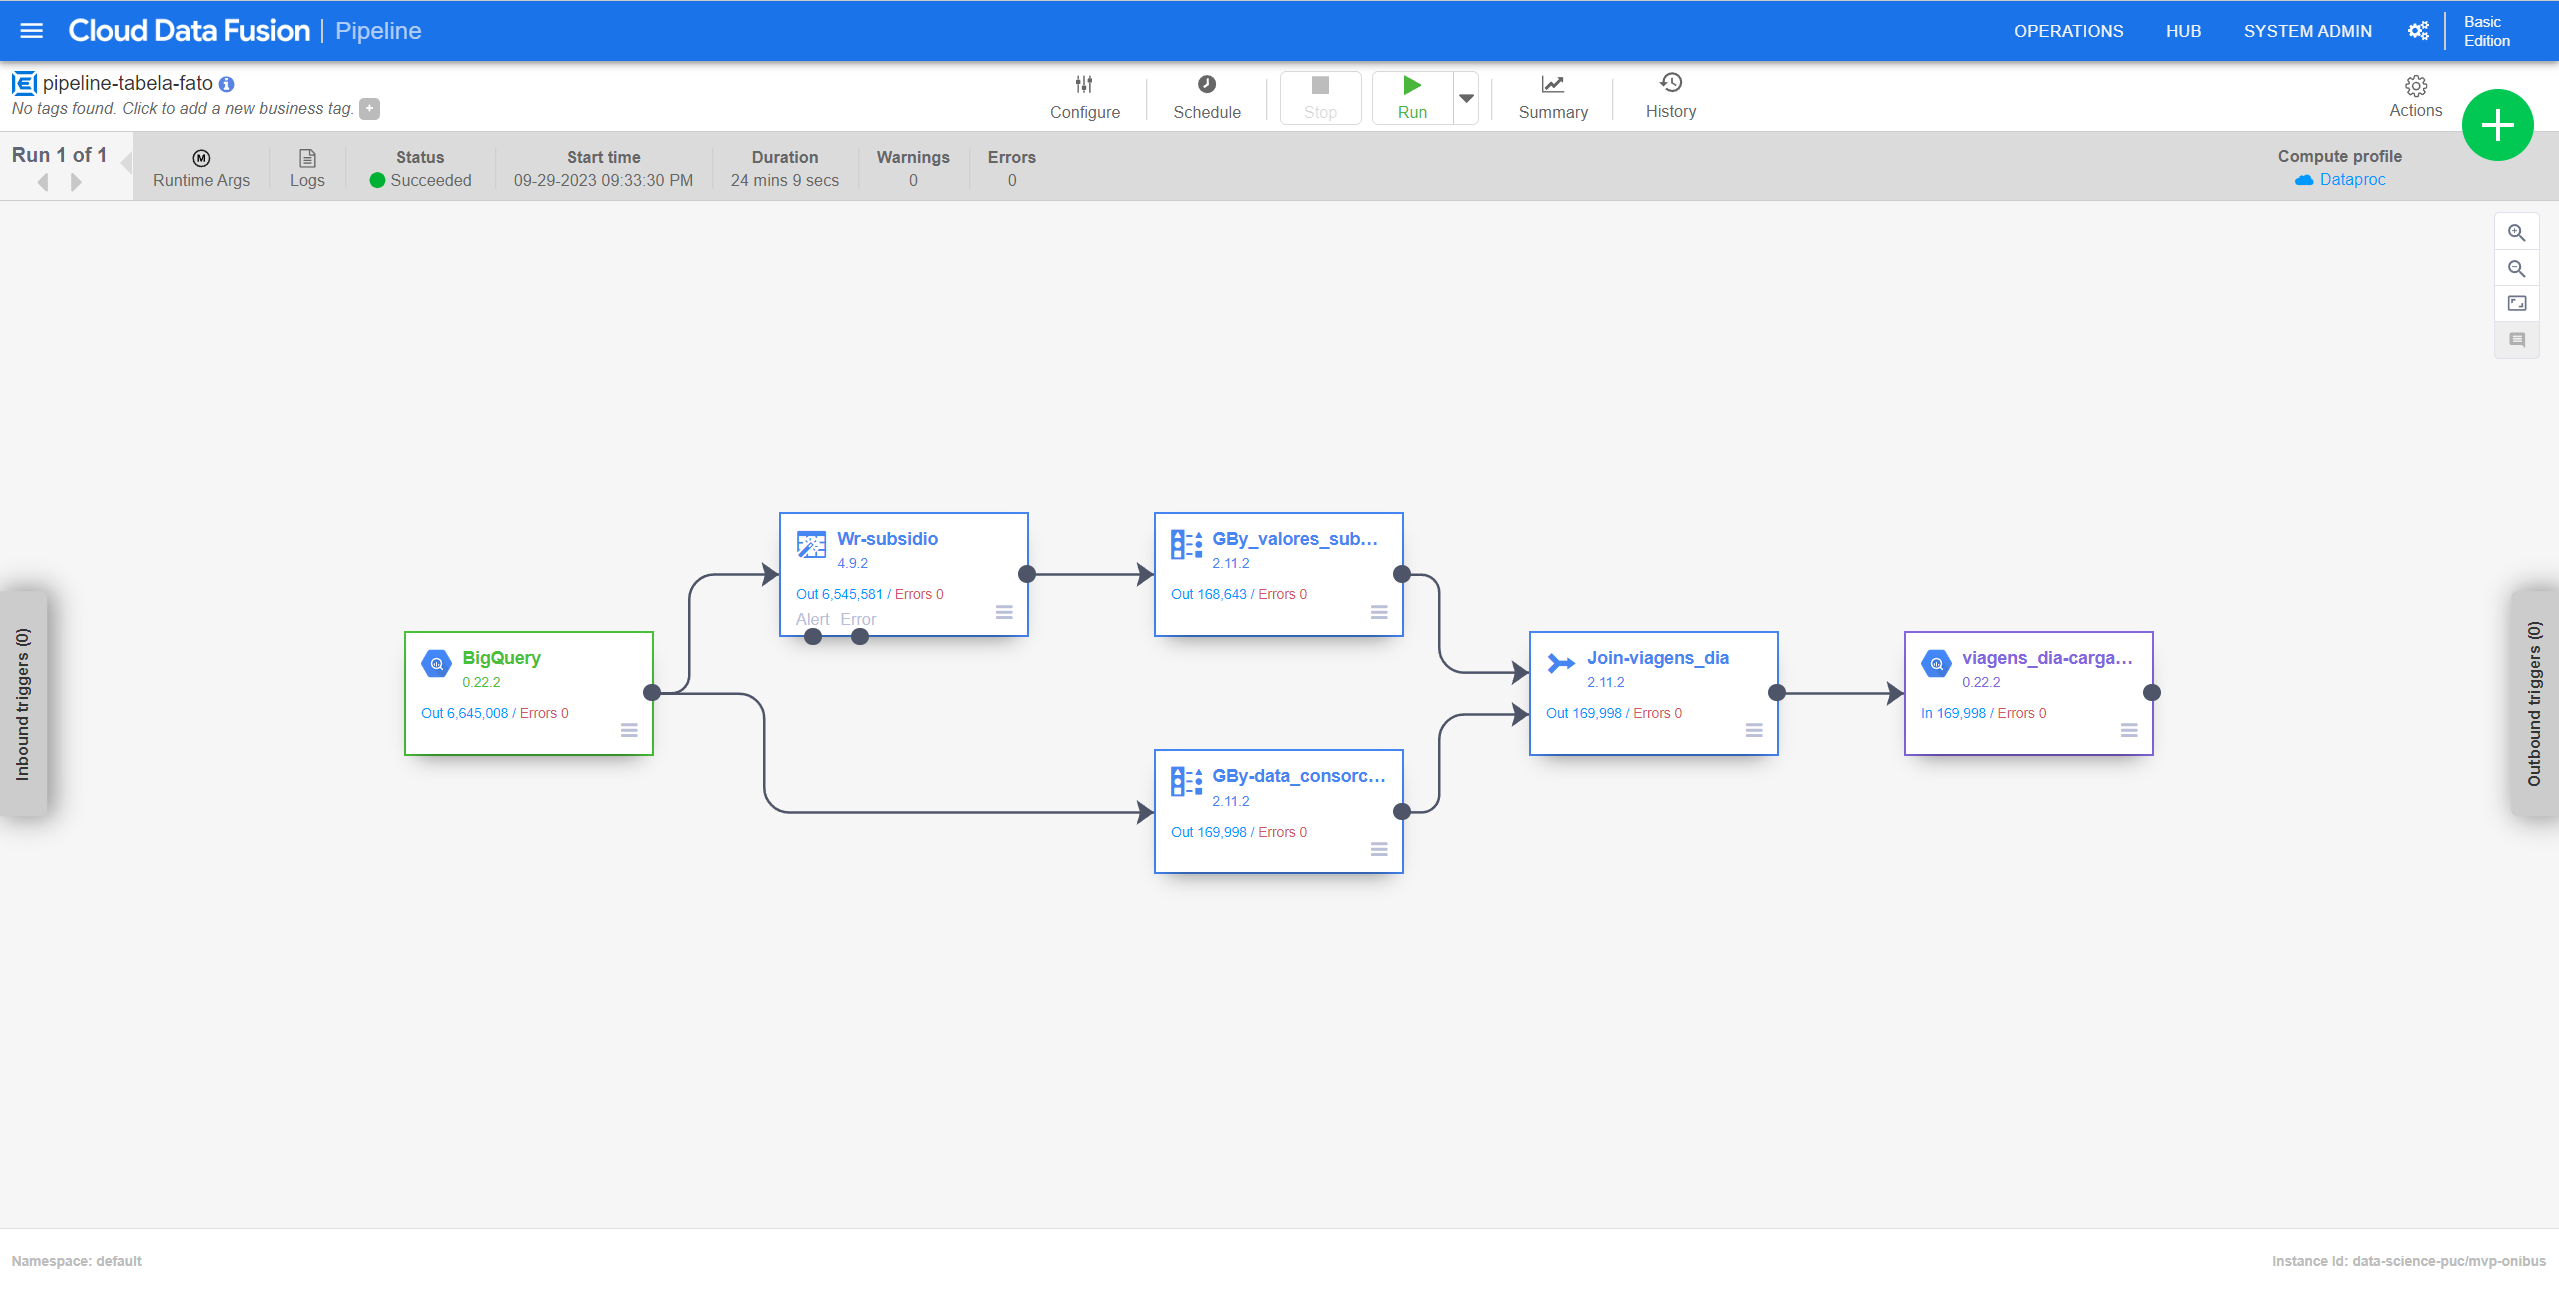 Cloud Data Fusion | Pipeline
OPERATIONS
HUB
SYSTEM ADMIN
Basic
Edition
pipeline-tabela-fato
No tags found. Click to add a new business tag.
Configure
Schedule
Stop
Run
Summary
History
Actions
Run 1 of 1
Runtime Args
Logs
Status
Succeeded
Start time
09-29-2023 09:33:30 PM
Duration
24 mins 9 secs
Warnings
0
Errors
0
Compute profile
Dataproc
Inbound triggers (0)
BigQuery
0.22.2
Out 6,645,008 / Errors 0
Wr-subsidio
4.9.2
Out 6,545,581 / Errors 0
Alert Error
GBy_valores_sub...
2.11.2
Out 168,643 / Errors 0
GBy-data_consorc...
2.11.2
Out 169,998 / Errors 0
Join-viagens_dia
2.11.2
Out 169,998 / Errors 0
viagens_dia-carga...
0.22.2
In 169,998 / Errors 0
Outbound triggers (0)
Namespace: default
Instance Id: data-science-puc/mvp-onibus